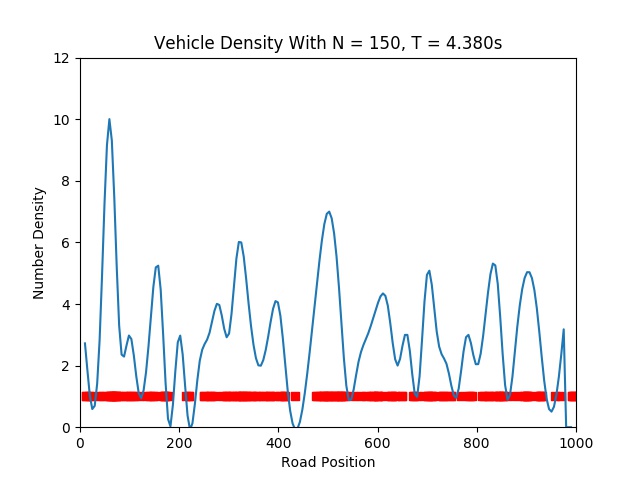 Vehicle Density With N = 150, T = 4.380s
12
10
8
6
4
2
0
Number Density
0 200 400 600 800 1000
Road Position